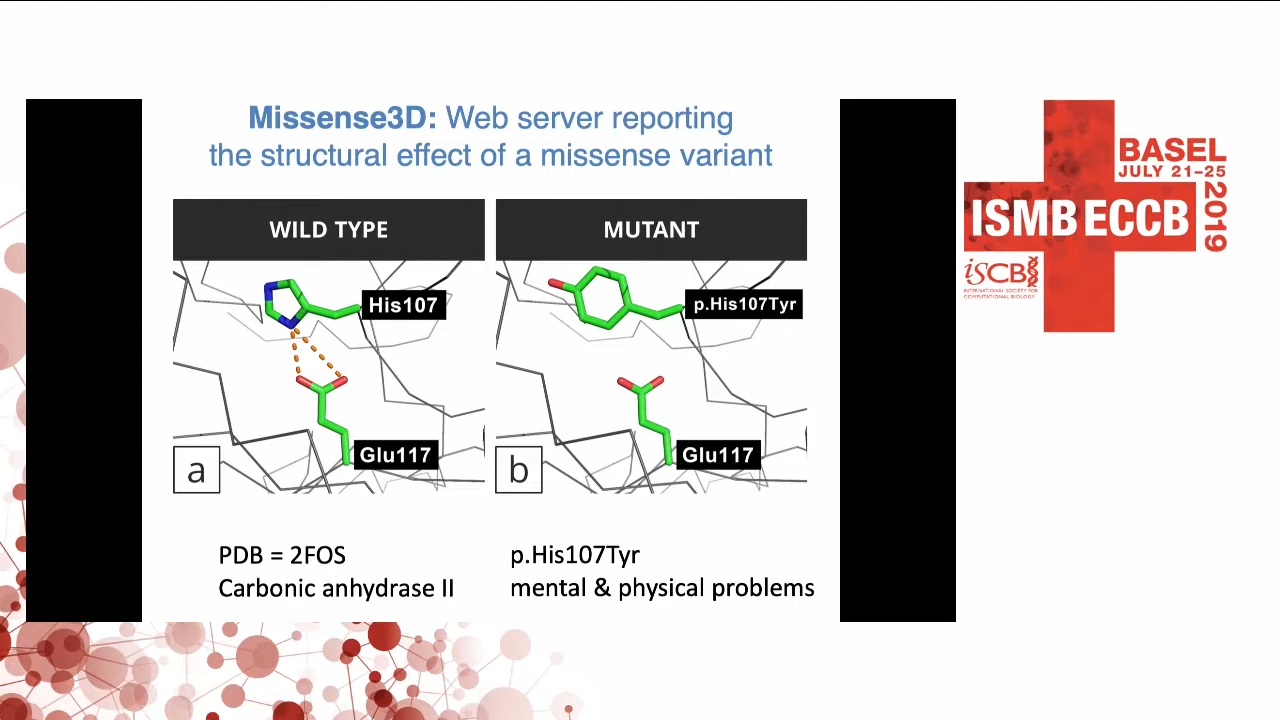 Missense3D: Web server reporting
the structural effect of a missense variant
WILD TYPE
MUTANT
His107
p.His107Tyr
Glu117
Glu117
a
b
PDB = 2FOS
Carbonic anhydrase II
p.His107Tyr
mental & physical problems
BASEL
JULY 21–25
2019
ISMB ECCB
ISCB
INTERNATIONAL SOCIETY FOR
COMPUTATIONAL BIOLOGY